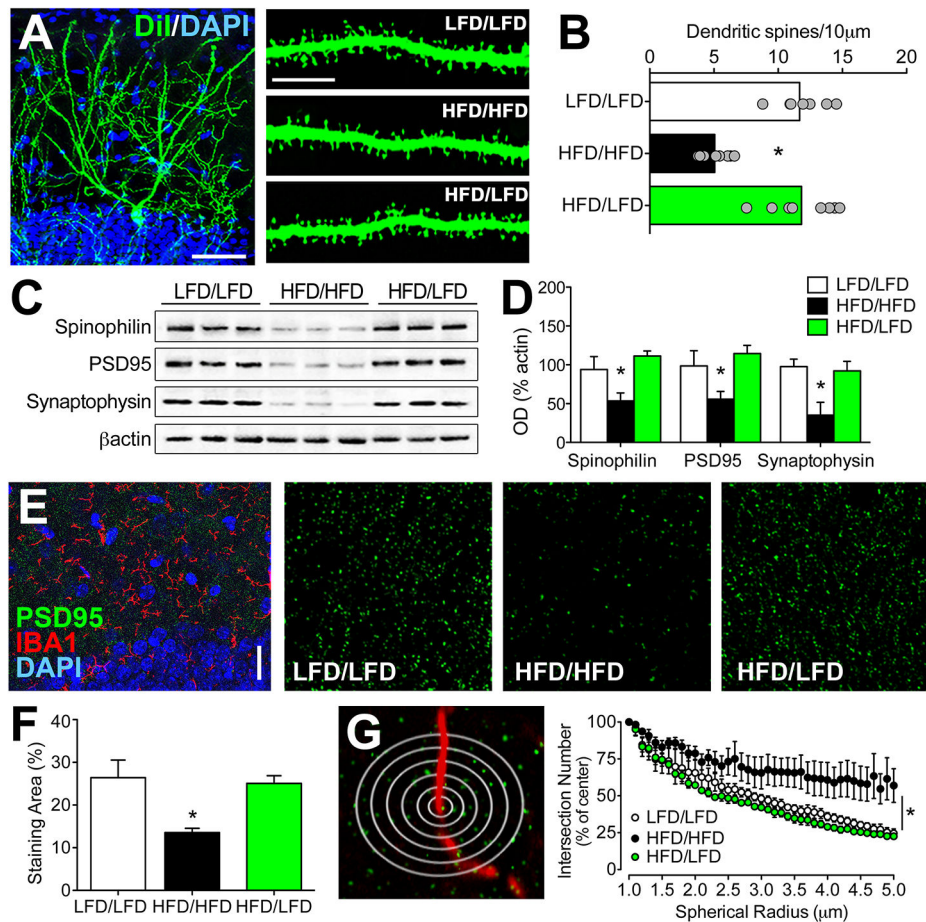 A
DiI/DAPI
LFD/LFD
HFD/HFD
HFD/LFD
B
Dendritic spines/10μm
0 5 10 15 20
LFD/LFD
HFD/HFD
*
HFD/LFD
C
LFD/LFD HFD/HFD HFD/LFD
Spinophilin
PSD95
Synaptophysin
βactin
D
LFD/LFD
HFD/HFD
HFD/LFD
OD (% actin)
200
150
100
50
0
* * *
Spinophilin PSD95 Synaptophysin
E
PSD95
IBA1
DAPI
LFD/LFD
HFD/HFD
HFD/LFD
F
Staining Area (%)
40
30
20
10
0
*
LFD/LFD HFD/HFD HFD/LFD
G
Intersection Number
(% of center)
100
75
50
25
0
LFD/LFD
HFD/HFD
HFD/LFD
*
1.0 1.5 2.0 2.5 3.0 3.5 4.0 4.5 5.0
Spherical Radius (μm)